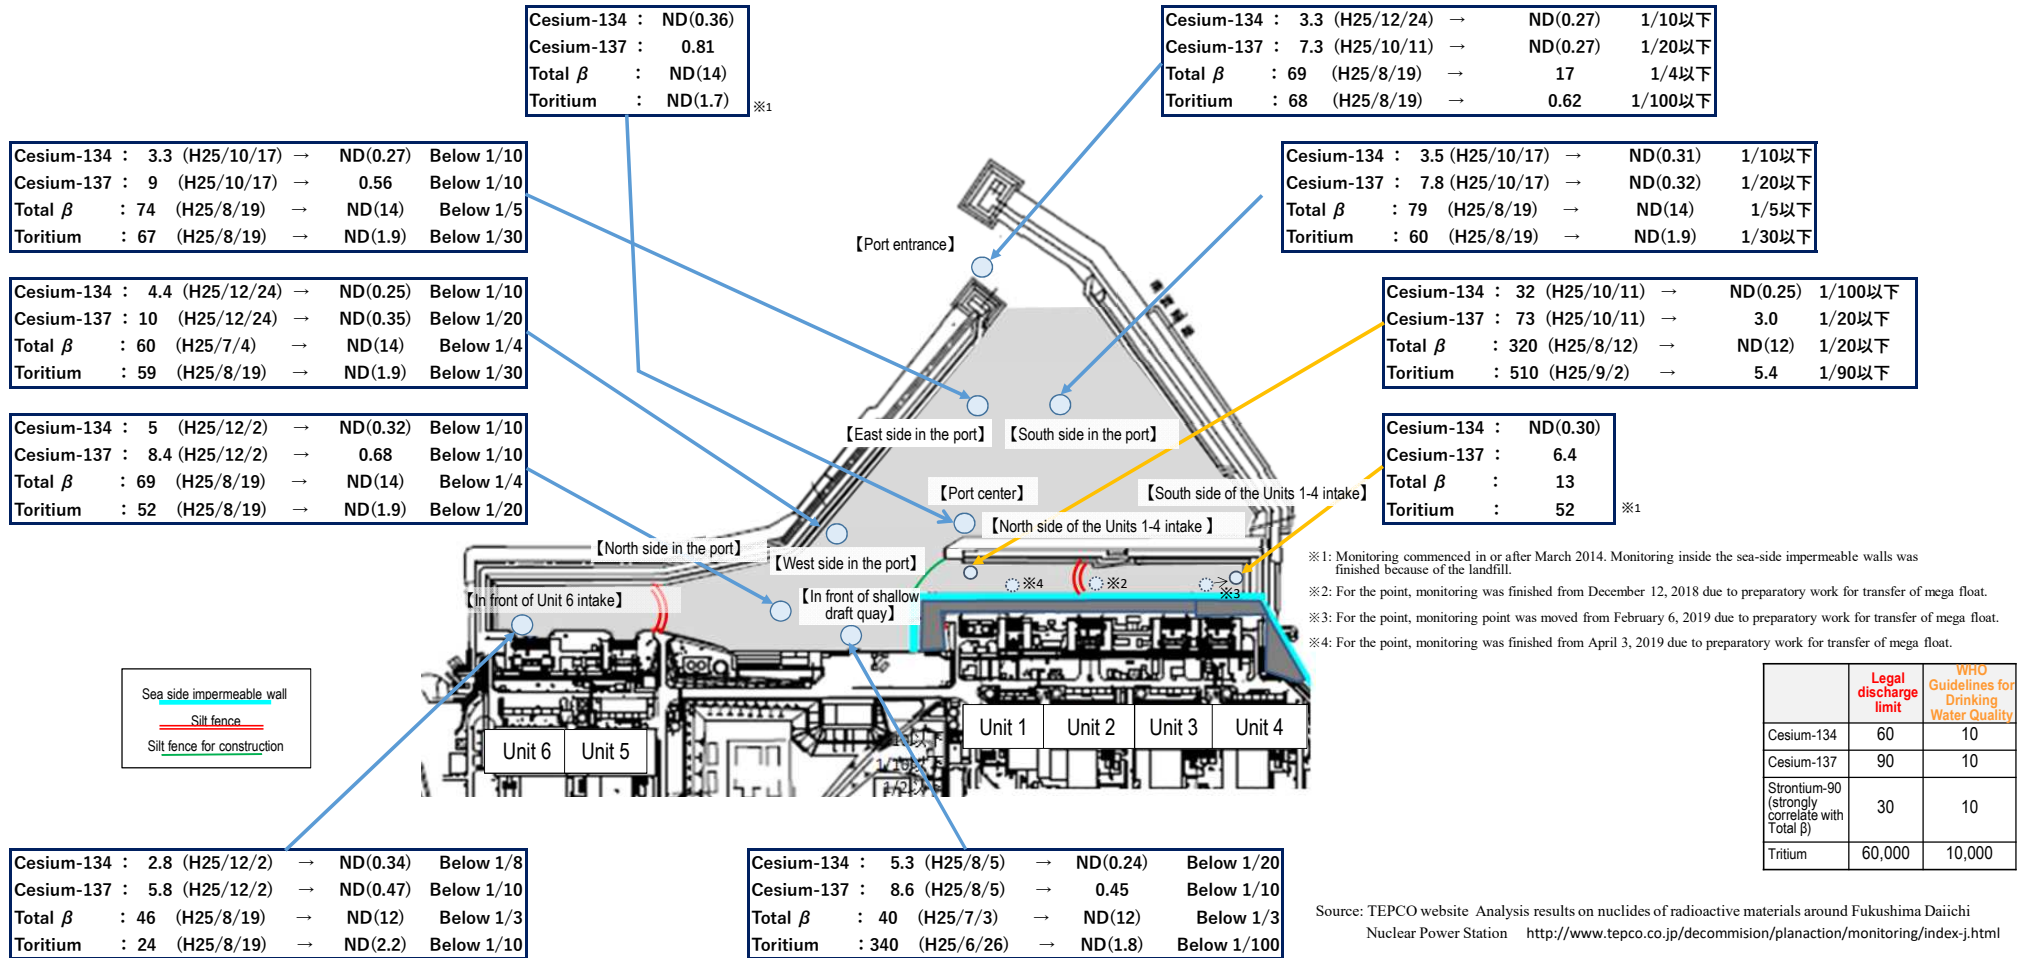 Cesium-134 : ND(0.36)
Cesium-137 : 0.81
Total β : ND(14)
Toritium : ND(1.7) ※1
Cesium-134 : 3.3 (H25/12/24) → ND(0.27) 1/10以下
Cesium-137 : 7.3 (H25/10/11) → ND(0.27) 1/20以下
Total β : 69 (H25/8/19) → 17 1/4以下
Toritium : 68 (H25/8/19) → 0.62 1/100以下
Cesium-134 : 3.3 (H25/10/17) → ND(0.27) Below 1/10
Cesium-137 : 9 (H25/10/17) → 0.56 Below 1/10
Total β : 74 (H25/8/19) → ND(14) Below 1/5
Toritium : 67 (H25/8/19) → ND(1.9) Below 1/30
Cesium-134 : 3.5 (H25/10/17) → ND(0.31) 1/10以下
Cesium-137 : 7.8 (H25/10/17) → ND(0.32) 1/20以下
Total β : 79 (H25/8/19) → ND(14) 1/5以下
Toritium : 60 (H25/8/19) → ND(1.9) 1/30以下
【Port entrance】
Cesium-134 : 4.4 (H25/12/24) → ND(0.25) Below 1/10
Cesium-137 : 10 (H25/12/24) → ND(0.35) Below 1/20
Total β : 60 (H25/7/4) → ND(14) Below 1/4
Toritium : 59 (H25/8/19) → ND(1.9) Below 1/30
Cesium-134 : 32 (H25/10/11) → ND(0.25) 1/100以下
Cesium-137 : 73 (H25/10/11) → 3.0 1/20以下
Total β : 320 (H25/8/12) → ND(12) 1/20以下
Toritium : 510 (H25/9/2) → 5.4 1/90以下
Cesium-134 : 5 (H25/12/2) → ND(0.32) Below 1/10
Cesium-137 : 8.4 (H25/12/2) → 0.68 Below 1/10
Total β : 69 (H25/8/19) → ND(14) Below 1/4
Toritium : 52 (H25/8/19) → ND(1.9) Below 1/20
【East side in the port】
【South side in the port】
Cesium-134 : ND(0.30)
Cesium-137 : 6.4
Total β : 13
Toritium : 52 ※1
【Port center】
【South side of the Units 1-4 intake】
【North side of the Units 1-4 intake 】
【North side in the port】
【West side in the port】
【In front of Unit 6 intake】
【In front of shallow
draft quay】
※4
※2
※3
※1: Monitoring commenced in or after March 2014. Monitoring inside the sea-side impermeable walls was
finished because of the landfill.
※2: For the point, monitoring was finished from December 12, 2018 due to preparatory work for transfer of mega float.
※3: For the point, monitoring point was moved from February 6, 2019 due to preparatory work for transfer of mega float.
※4: For the point, monitoring was finished from April 3, 2019 due to preparatory work for transfer of mega float.
Sea side impermeable wall
Silt fence
Silt fence for construction
Unit 6
Unit 5
Unit 1
Unit 2
Unit 3
Unit 4
Legal
discharge
limit
WHO
Guidelines for
Drinking
Water Quality
Cesium-134 60 10
Cesium-137 90 10
Strontium-90
(strongly
correlate with
Total β)
30 10
Tritium 60,000 10,000
Cesium-134 : 2.8 (H25/12/2) → ND(0.34) Below 1/8
Cesium-137 : 5.8 (H25/12/2) → ND(0.47) Below 1/10
Total β : 46 (H25/8/19) → ND(12) Below 1/3
Toritium : 24 (H25/8/19) → ND(2.2) Below 1/10
Cesium-134 : 5.3 (H25/8/5) → ND(0.24) Below 1/20
Cesium-137 : 8.6 (H25/8/5) → 0.45 Below 1/10
Total β : 40 (H25/7/3) → ND(12) Below 1/3
Toritium : 340 (H25/6/26) → ND(1.8) Below 1/100
Source: TEPCO website Analysis results on nuclides of radioactive materials around Fukushima Daiichi
Nuclear Power Station http://www.tepco.co.jp/decommision/planaction/monitoring/index-j.html